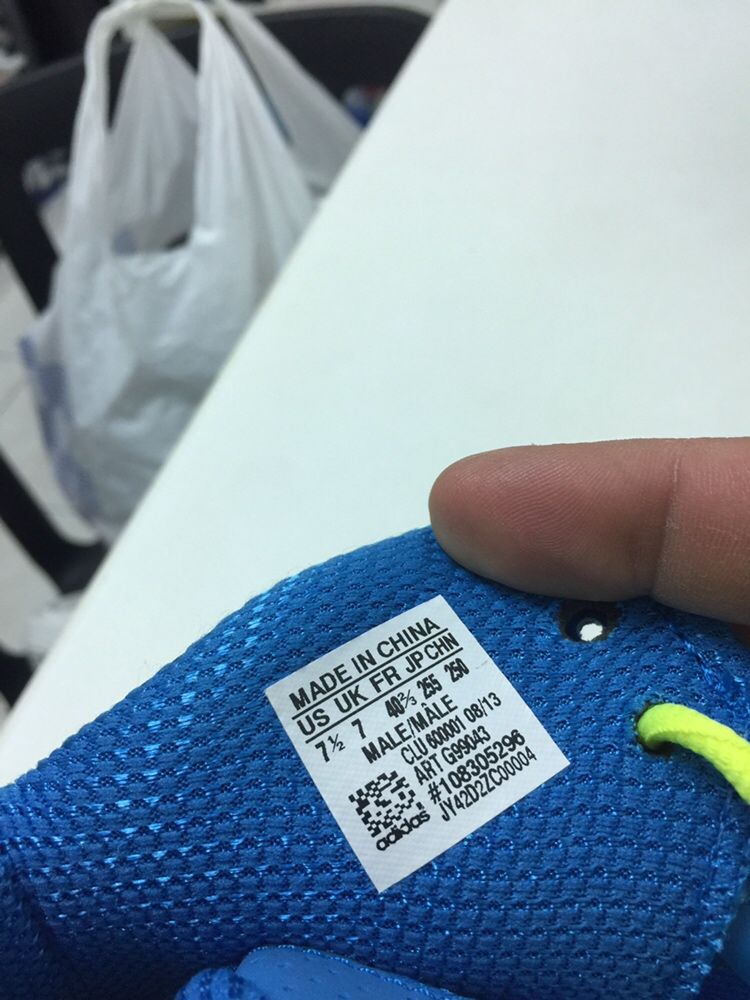 MADE IN CHINA
US UK FR JP CHN
7½ 7 40⅔ 255 250
MALE/MÂLE
CLU 600001 08/13
ART G99043
#108305296
JY42D2ZC00004
adidas